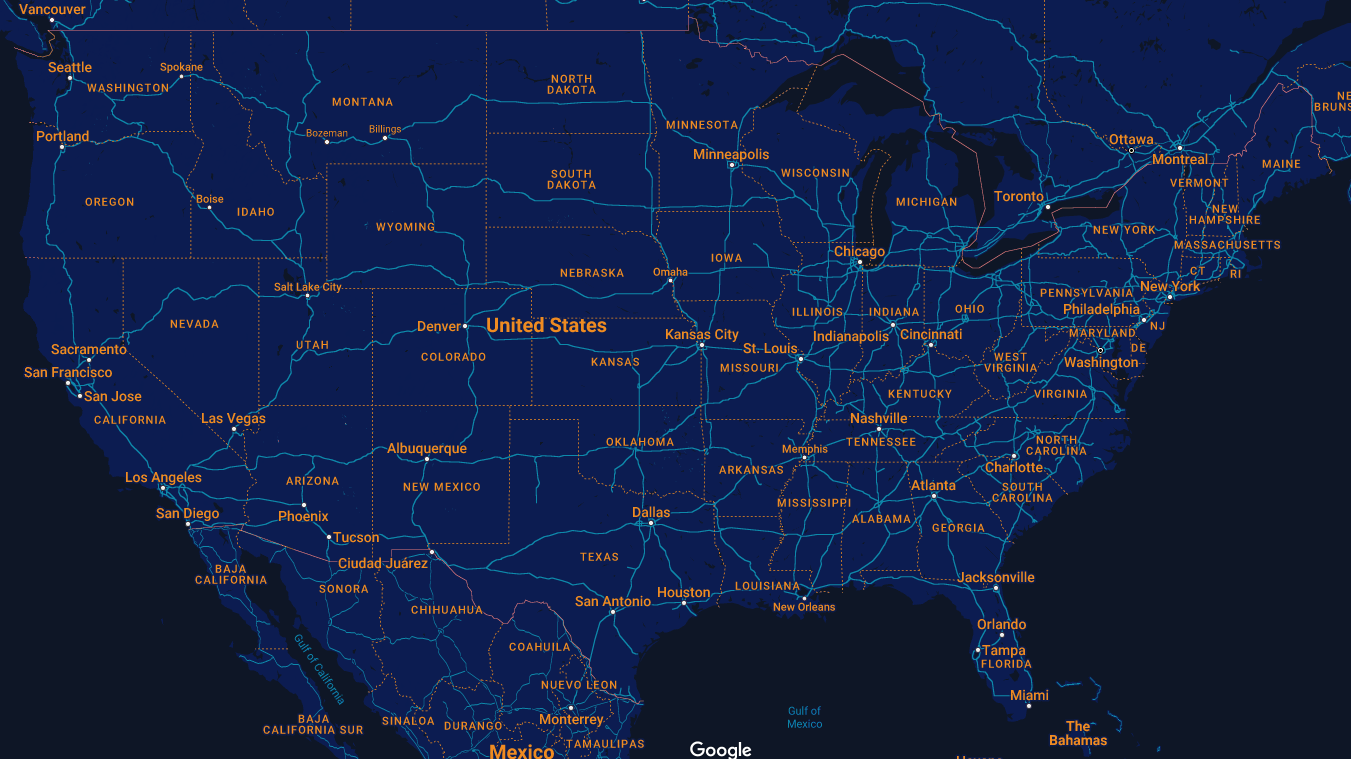 Vancouver
Seattle
Spokane
WASHINGTON
NORTH
DAKOTA
MONTANA
NE
BRUNS
Portland
Bozeman
Billings
MINNESOTA
Minneapolis
Ottawa
Montreal
MAINE
WISCONSIN
SOUTH
DAKOTA
VERMONT
OREGON
Boise
IDAHO
MICHIGAN
Toronto
NEW
HAMPSHIRE
WYOMING
NEW YORK
MASSACHUSETTS
Chicago
IOWA
NEBRASKA
Omaha
CT
RI
Salt Lake City
PENNSYLVANIA
New York
NEVADA
Denver
United States
ILLINOIS
INDIANA
OHIO
Philadelphia
NJ
Kansas City
Indianapolis
Cincinnati
MARYLAND
Sacramento
UTAH
COLORADO
KANSAS
St. Louis
MISSOURI
WEST
VIRGINIA
DE
Washington
San Francisco
San Jose
KENTUCKY
VIRGINIA
CALIFORNIA
Las Vegas
Nashville
TENNESSEE
Albuquerque
OKLAHOMA
Memphis
NORTH
CAROLINA
Charlotte
Los Angeles
ARIZONA
NEW MEXICO
ARKANSAS
Atlanta
SOUTH
CAROLINA
San Diego
Phoenix
Dallas
MISSISSIPPI
ALABAMA
GEORGIA
Tucson
Ciudad Juárez
TEXAS
BAJA
CALIFORNIA
SONORA
LOUISIANA
Jacksonville
CHIHUAHUA
San Antonio
Houston
New Orleans
Orlando
Gulf of California
COAHUILA
Tampa
FLORIDA
NUEVO LEON
Miami
BAJA
CALIFORNIA SUR
SINALOA
DURANGO
Monterrey
Gulf of
Mexico
The
Bahamas
Mexico
TAMAULIPAS
Google